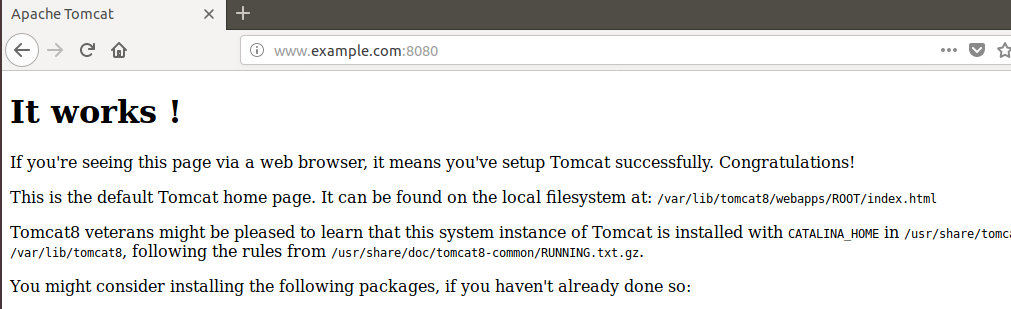 Apache Tomcat
www.example.com:8080
It works !
If you're seeing this page via a web browser, it means you've setup Tomcat successfully. Congratulations!
This is the default Tomcat home page. It can be found on the local filesystem at: /var/lib/tomcat8/webapps/ROOT/index.html
Tomcat8 veterans might be pleased to learn that this system instance of Tomcat is installed with CATALINA_HOME in /usr/share/tomc
/var/lib/tomcat8, following the rules from /usr/share/doc/tomcat8-common/RUNNING.txt.gz.
You might consider installing the following packages, if you haven't already done so: